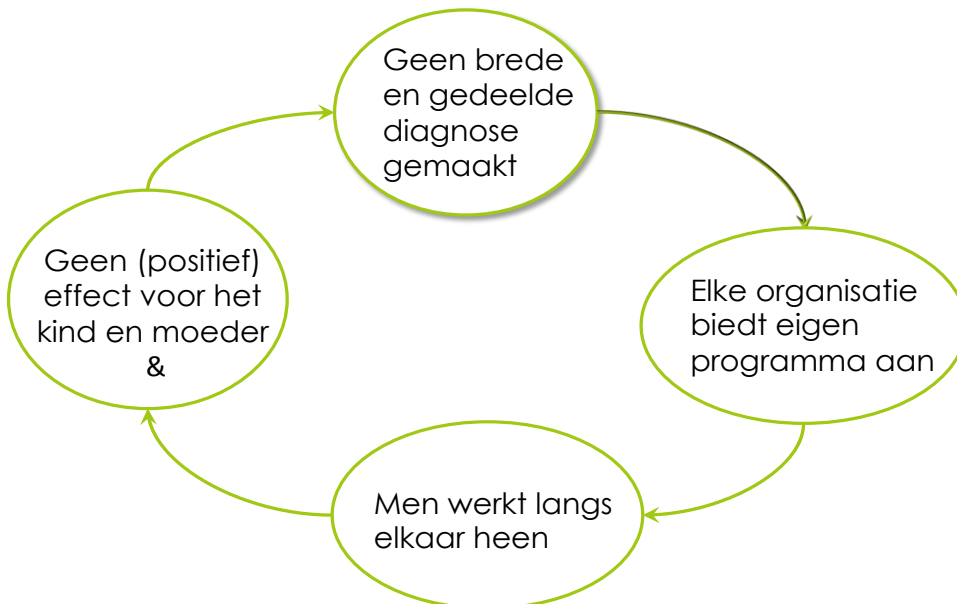 Geen brede
en gedeelde
diagnose
gemaakt
Elke organisatie
biedt eigen
programma aan
Men werkt langs
elkaar heen
Geen (positief)
effect voor het
kind en moeder
&